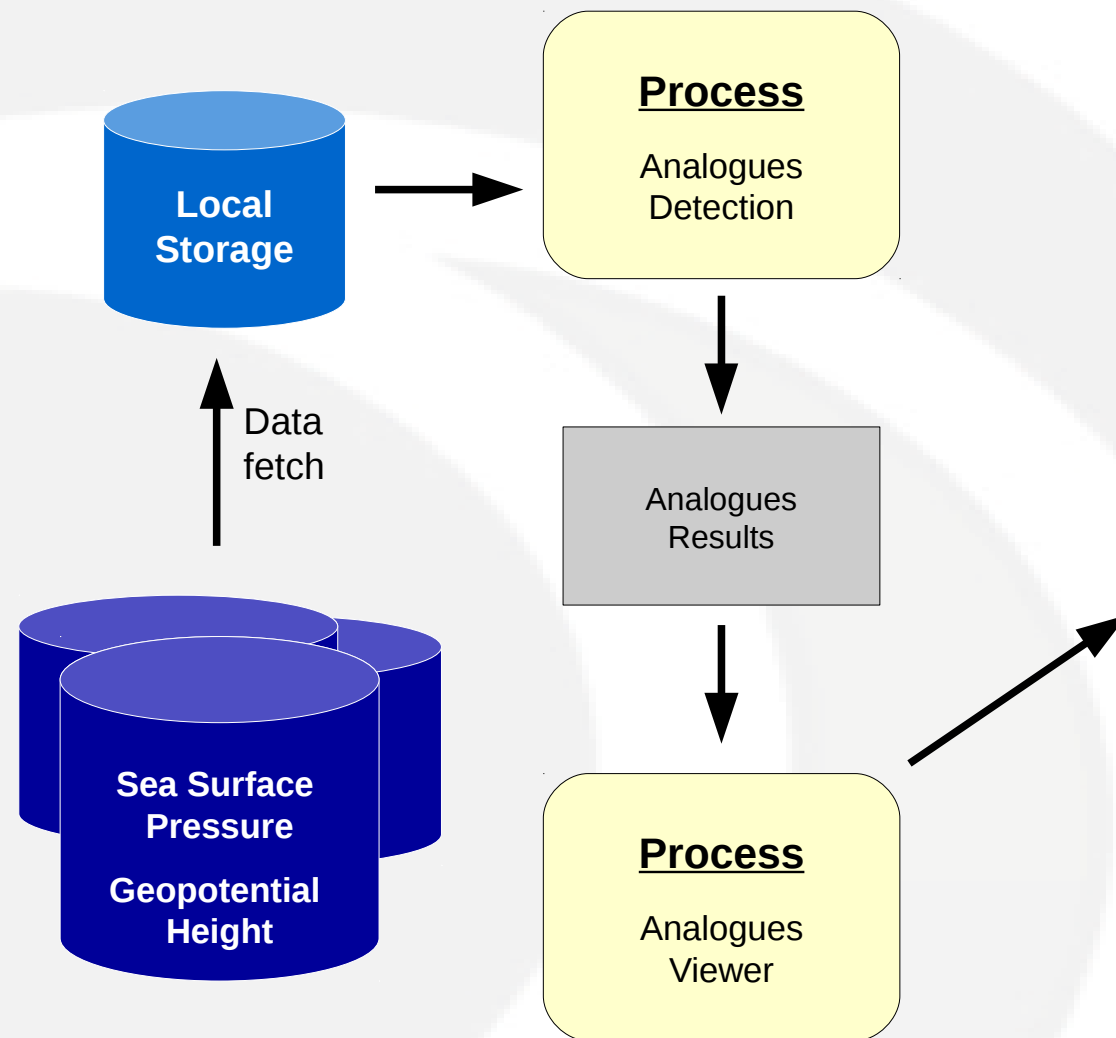 Process
Analogues
Detection
Local
Storage
Data
fetch
Analogues
Results
Sea Surface
Pressure
Geopotential
Height
Process
Analogues
Viewer